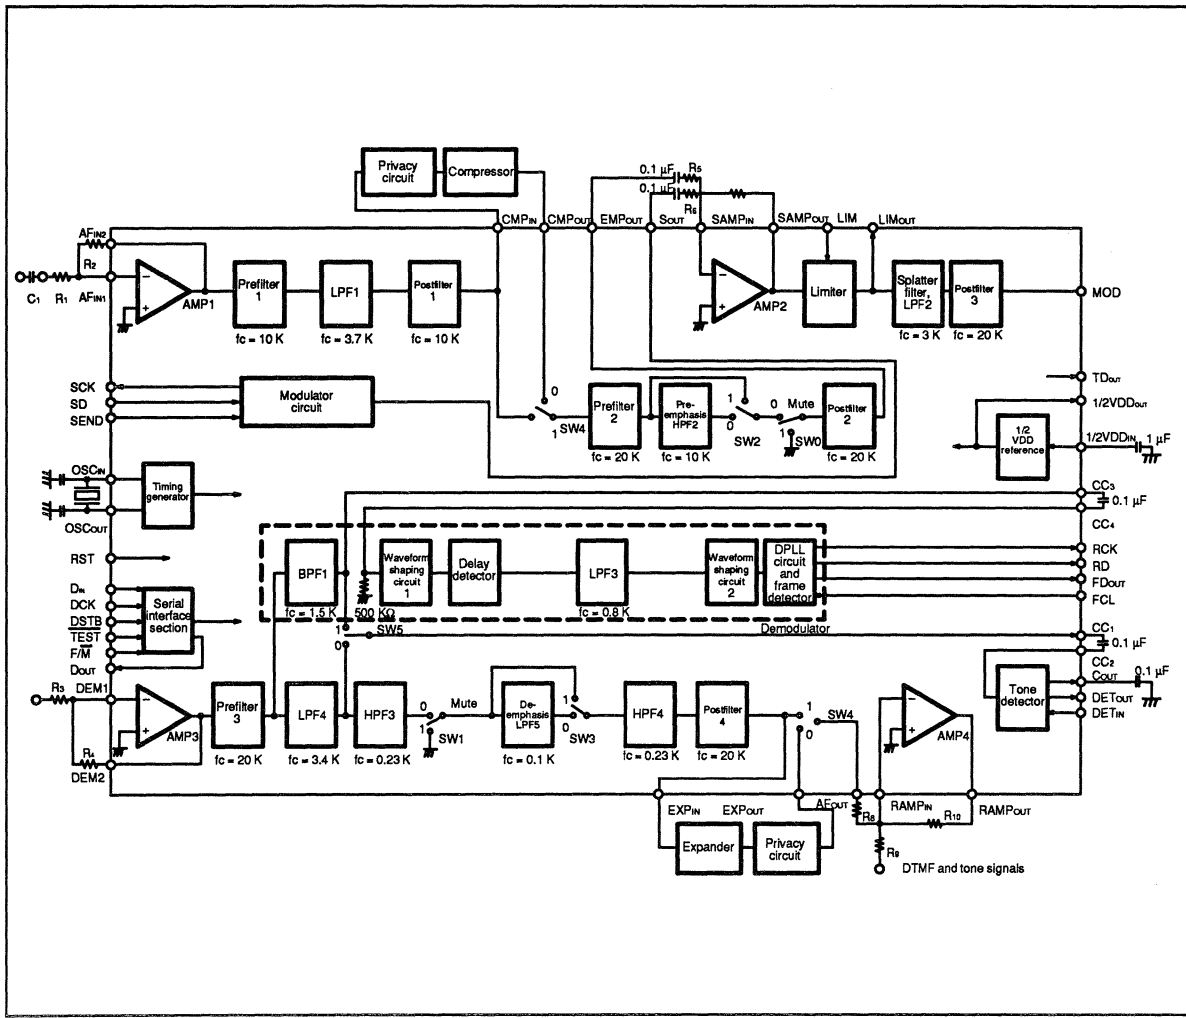 Privacy circuit
Compressor
0.1 µF R5
0.1 µF
R6
CMPIN CMPOUT EMPOUT SOUT SAMPIN SAMPOUT LIM LIMOUT
AFIN2
R2
C1 R1 AFIN1
− + AMP1
Prefilter 1
fc = 10 K
LPF1
fc = 3.7 K
Postfilter 1
fc = 10 K
− + AMP2
Limiter
Splatter filter, LPF2
fc = 3 K
Postfilter 3
fc = 20 K
MOD
SCK
SD
SEND
Modulator circuit
0
1 SW4
Prefilter 2
fc = 20 K
Pre-emphasis HPF2
fc = 10 K
1
0 SW2
0 Mute
1 SW0
Postfilter 2
fc = 20 K
TDOUT
1/2VDDOUT
1/2 VDD reference
1/2VDDIN 1 µF
OSCIN
OSCOUT
Timing generator
CC3
0.1 µF
CC4
RST
BPF1
fc = 1.5 K
500 KΩ
Waveform shaping circuit 1
Delay detector
LPF3
fc = 0.8 K
Waveform shaping circuit 2
DPLL circuit and frame detector
RCK
RD
FDOUT
FCL
DIN
DCK
DSTB
TEST
F/M
DOUT
Serial interface section
1 SW5
0
Demodulator
CC1
0.1 µF
CC2
COUT 0.1 µF
DETOUT
DETIN
Tone detector
R3 DEM1
R4
DEM2
− + AMP3
Prefilter 3
fc = 20 K
LPF4
fc = 3.4 K
HPF3
fc = 0.23 K
0 Mute
1 SW1
De-emphasis LPF5
fc = 0.1 K
1
0 SW3
HPF4
fc = 0.23 K
Postfilter 4
fc = 20 K
1 SW4
0
− + AMP4
EXPIN EXPOUT AFOUT R8 RAMPIN R10 RAMPOUT
Expander
Privacy circuit
R9
DTMF and tone signals